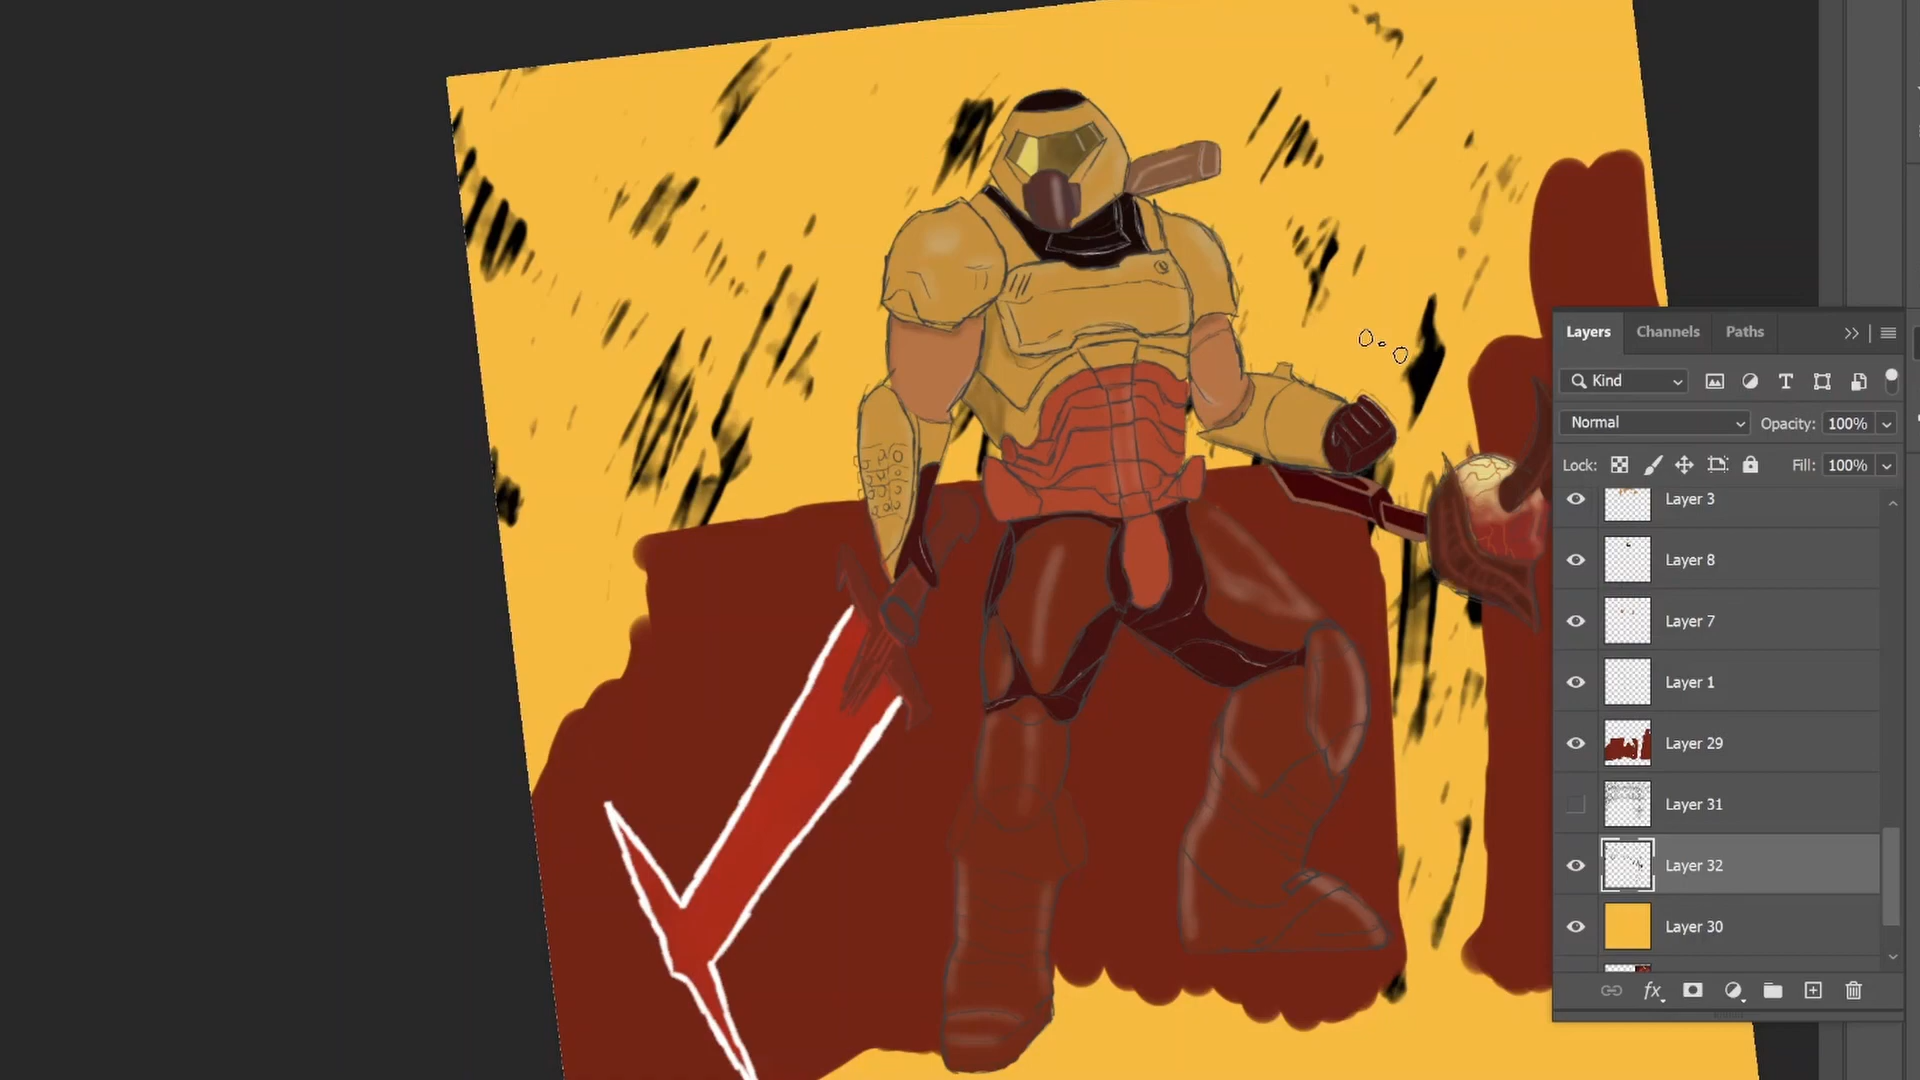 Layers Channels Paths
Kind
Normal Opacity: 100%
Lock: Fill: 100%
Layer 3
Layer 8
Layer 7
Layer 1
Layer 29
Layer 31
Layer 32
Layer 30
fx